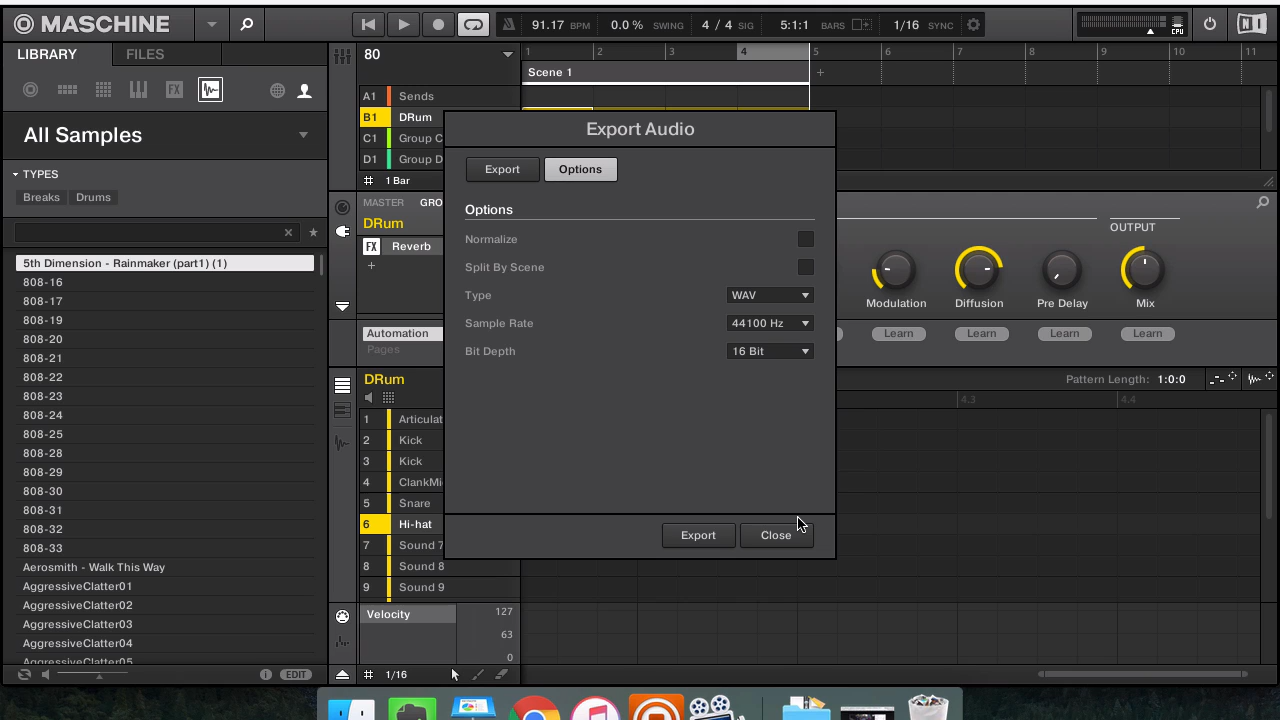 MASCHINE
91.17 BPM 0.0 % SWING 4 / 4 SIG 5:1:1 BARS 1/16 SYNC
CPU
NI
LIBRARY FILES
80
1 2 3 4 5 6 7 8 9 10 11
Scene 1 +
FX
A1 Sends
B1 DRum
C1 Group C
D1 Group D
1 Bar
All Samples
TYPES
Breaks Drums
5th Dimension - Rainmaker (part1) (1)
808-16
808-17
808-19
808-20
808-21
808-22
808-23
808-24
808-25
808-28
808-29
808-30
808-31
808-32
808-33
Aerosmith - Walk This Way
AggressiveClatter01
AggressiveClatter02
AggressiveClatter03
AggressiveClatter04
AggressiveClatter05
EDIT
MASTER GRO
DRum
FX Reverb
+
Automation
Pages
Export Audio
Export Options
Options
Normalize
Split By Scene
Type WAV
Sample Rate 44100 Hz
Bit Depth 16 Bit
Export Close
OUTPUT
Modulation Diffusion Pre Delay Mix
Learn Learn Learn Learn
DRum
Pattern Length: 1:0:0
4.3 4.4
1 Articulat
2 Kick
3 Kick
4 ClankMi
5 Snare
6 Hi-hat
7 Sound 7
8 Sound 8
9 Sound 9
Velocity
127
63
0
1/16